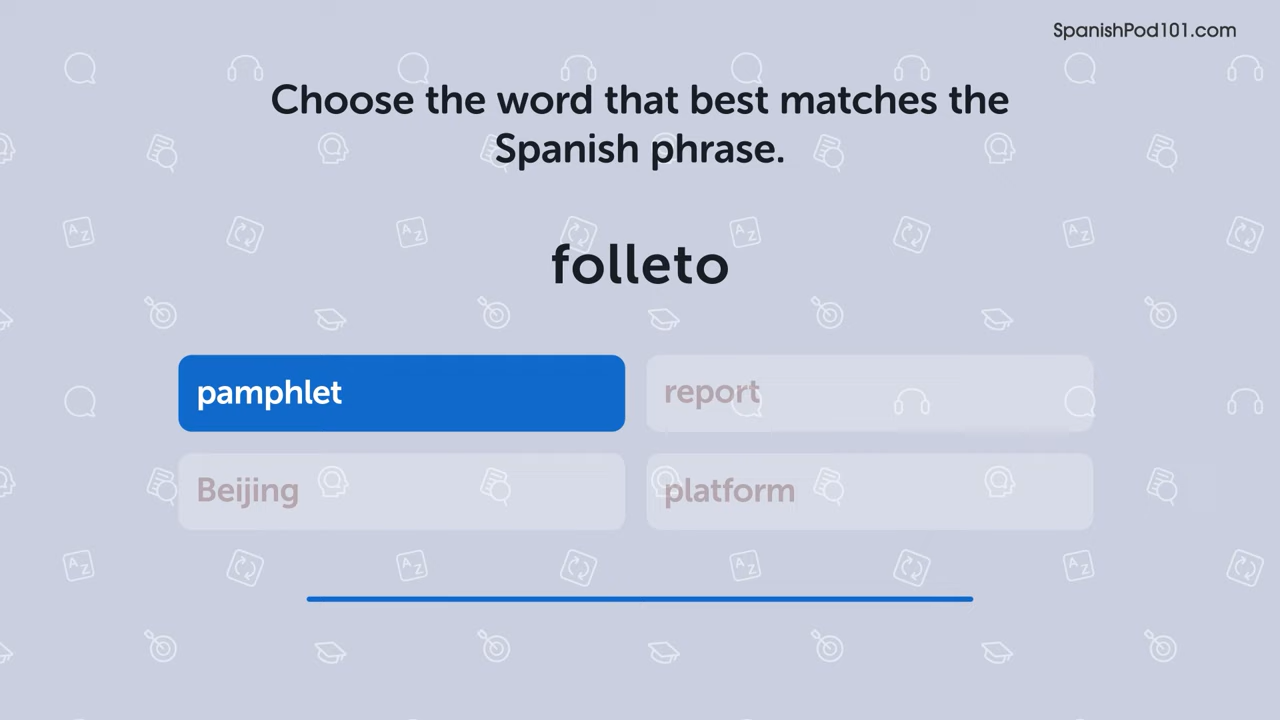 SpanishPod101.com
Choose the word that best matches the
Spanish phrase.
folleto
pamphlet
report
Beijing
platform